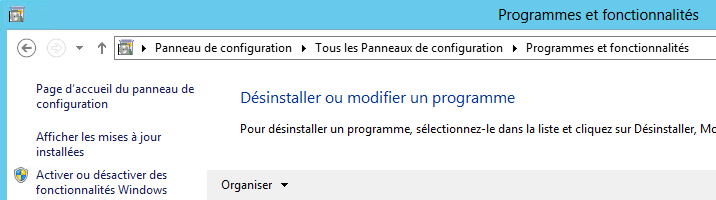 Programmes et fonctionnalités
Panneau de configuration
Tous les Panneaux de configuration
Programmes et fonctionnalités
Page d'accueil du panneau de
configuration
Afficher les mises à jour
installées
Activer ou désactiver des
fonctionnalités Windows
Désinstaller ou modifier un programme
Pour désinstaller un programme, sélectionnez-le dans la liste et cliquez sur Désinstaller, Mo
Organiser